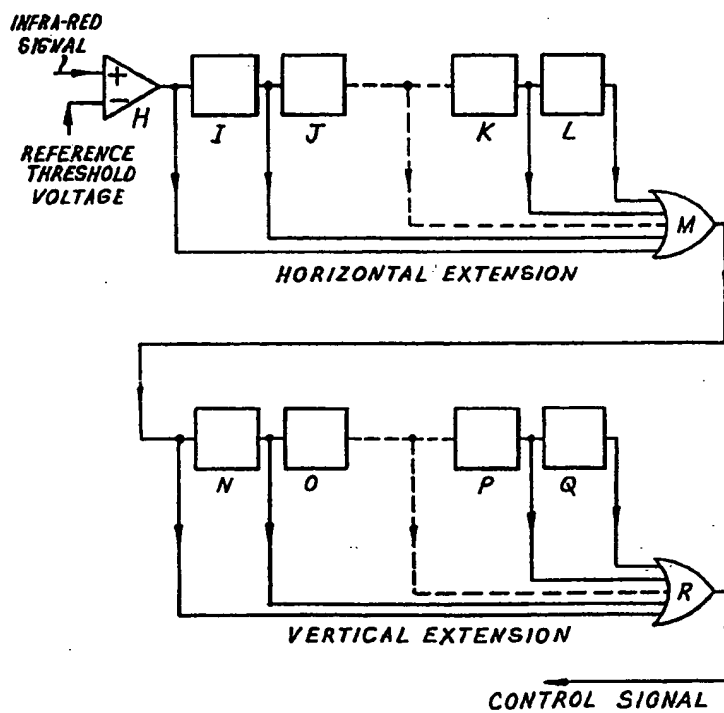 INFRA-RED
SIGNAL
+
−
H
I
J
K
L
REFERENCE
THRESHOLD
VOLTAGE
M
HORIZONTAL EXTENSION
N
O
P
Q
R
VERTICAL EXTENSION
CONTROL SIGNAL